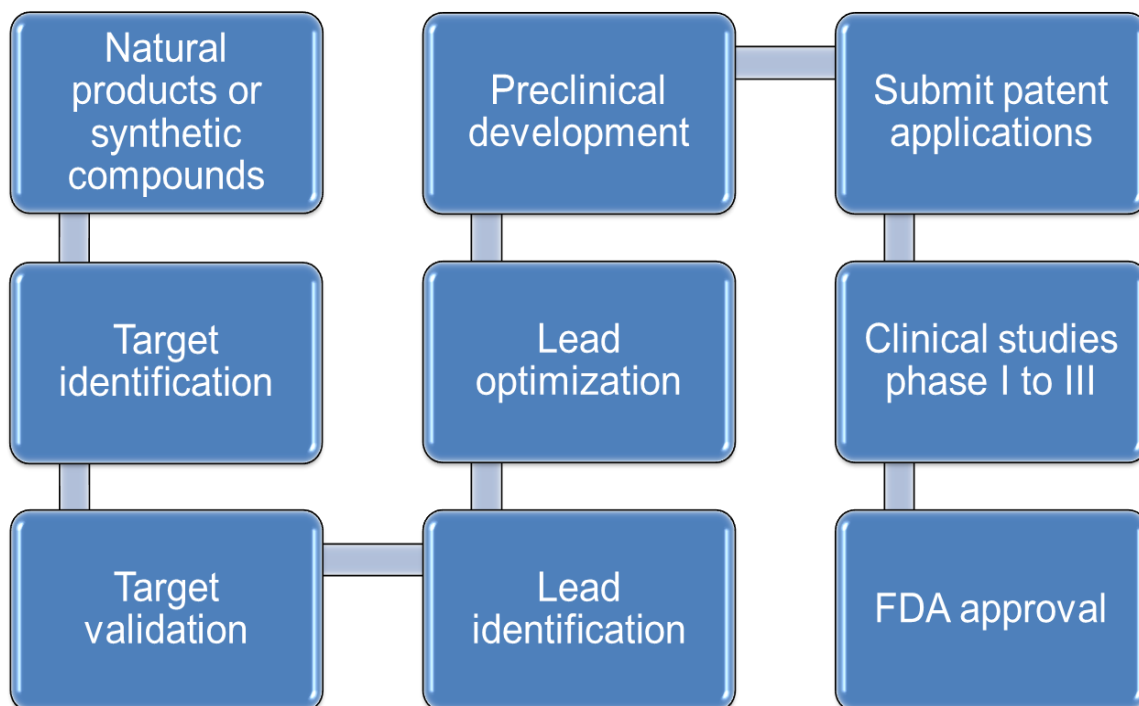 Natural
products or
synthetic
compounds
Target
identification
Target
validation
Lead
identification
Lead
optimization
Preclinical
development
Submit patent
applications
Clinical studies
phase I to III
FDA approval